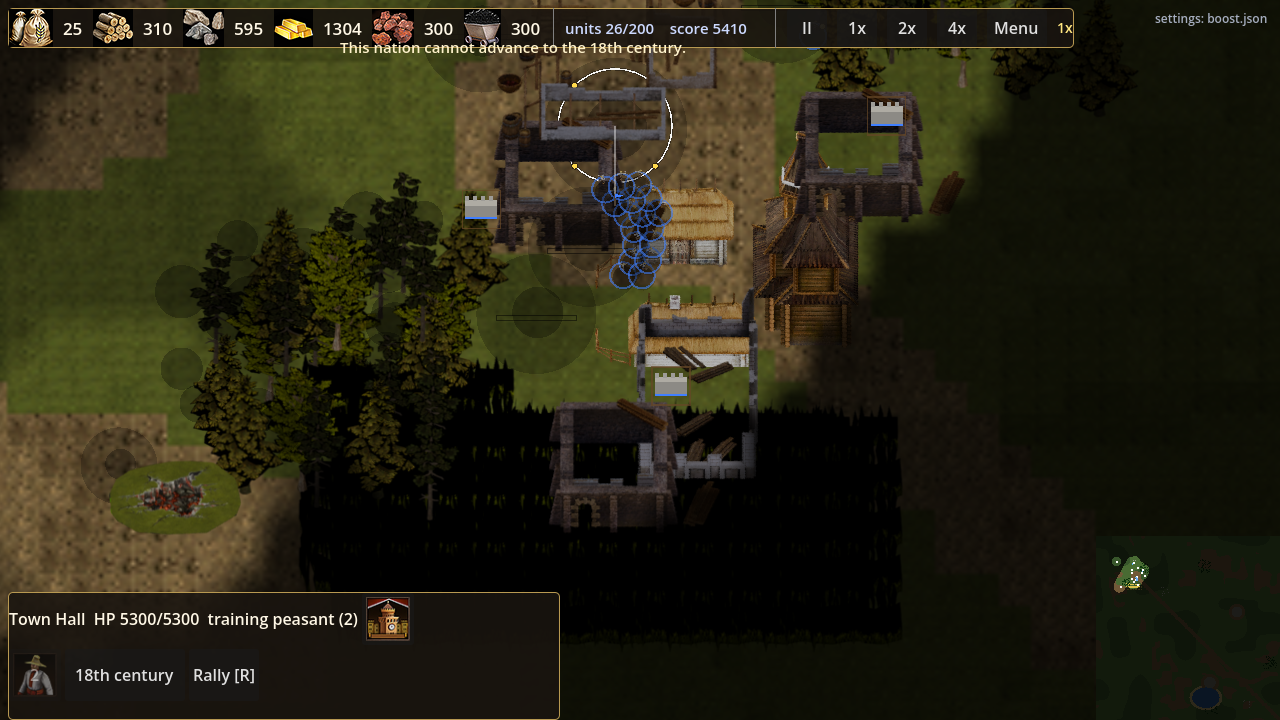 25 310 595 1304 300 300 units 26/200 score 5410 II 1x 2x 4x Menu 1x
settings: boost.json
This nation cannot advance to the 18th century.
Town Hall HP 5300/5300 training peasant (2)
2 18th century Rally [R]